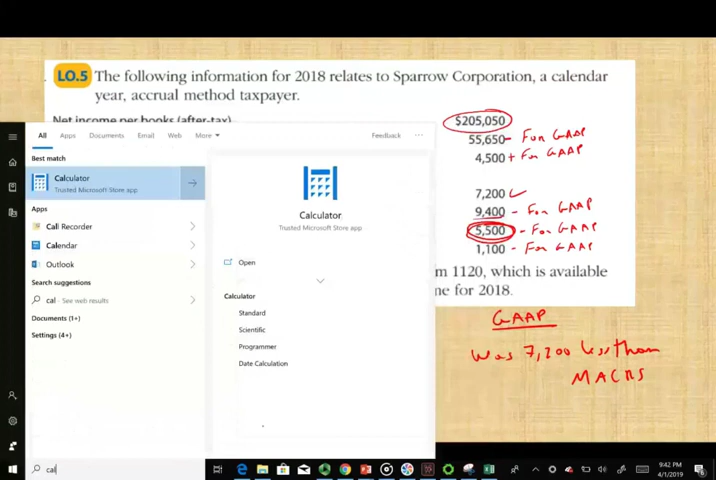 LO.5 The following information for 2018 relates to Sparrow Corporation, a calendar
year, accrual method taxpayer.
Net income per books (after-tax)
$205,050
55,650 - For GAAP
4,500 + For GAAP
7,200
9,400 - For GAAP
5,500 - For GAAP
1,100 - For GAAP
m 1120, which is available
me for 2018.
GAAP
Was 7,200 less than
MACRS
All Apps Documents Email Web More Feedback ...
Best match
Calculator
Trusted Microsoft Store app
Apps
Call Recorder
Calendar
Outlook
Search suggestions
cal - See web results
Documents (1+)
Settings (4+)
Calculator
Trusted Microsoft Store app
Open
Calculator
Standard
Scientific
Programmer
Date Calculation
cal
9:42 PM
4/1/2019